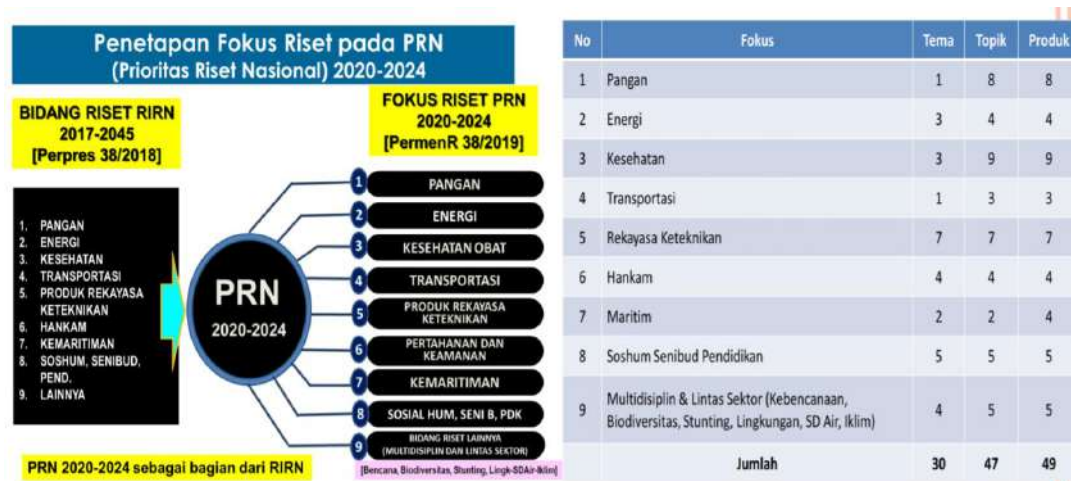 Penetapan Fokus Riset pada PRN
(Prioritas Riset Nasional) 2020-2024
BIDANG RISET RIRN
2017-2045
[Perpres 38/2018]
FOKUS RISET PRN
2020-2024
[PermenR 38/2019]
1. PANGAN
2. ENERGI
3. KESEHATAN
4. TRANSPORTASI
5. PRODUK REKAYASA
KETEKNIKAN
6. HANKAM
7. KEMARITIMAN
8. SOSHUM, SENIBUD,
PEND.
9. LAINNYA
PRN
2020-2024
1 PANGAN
2 ENERGI
3 KESEHATAN OBAT
4 TRANSPORTASI
5 PRODUK REKAYASA
KETEKNIKAN
6 PERTAHANAN DAN
KEAMANAN
7 KEMARITIMAN
8 SOSIAL HUM, SENI B, PDK
9 BIDANG RISET LAINNYA
(MULTIDISIPLIN DAN LINTAS SEKTOR)
PRN 2020-2024 sebagai bagian dari RIRN
[Bencana, Biodiversitas, Stunting, Lingk-SDAir-Iklim]
No Fokus Tema Topik Produk
1 Pangan 1 8 8
2 Energi 3 4 4
3 Kesehatan 3 9 9
4 Transportasi 1 3 3
5 Rekayasa Keteknikan 7 7 7
6 Hankam 4 4 4
7 Maritim 2 2 4
8 Soshum Senibud Pendidikan 5 5 5
9 Multidisiplin & Lintas Sektor (Kebencanaan,
Biodiversitas, Stunting, Lingkungan, SD Air, Iklim) 4 5 5
Jumlah 30 47 49